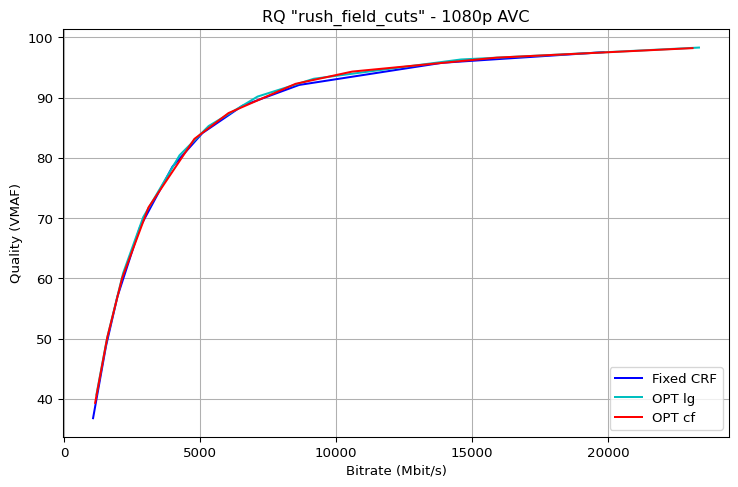 RQ "rush_field_cuts" - 1080p AVC
100
90
80
70
60
50
40
Quality (VMAF)
0 5000 10000 15000 20000
Bitrate (Mbit/s)
Fixed CRF
OPT lg
OPT cf